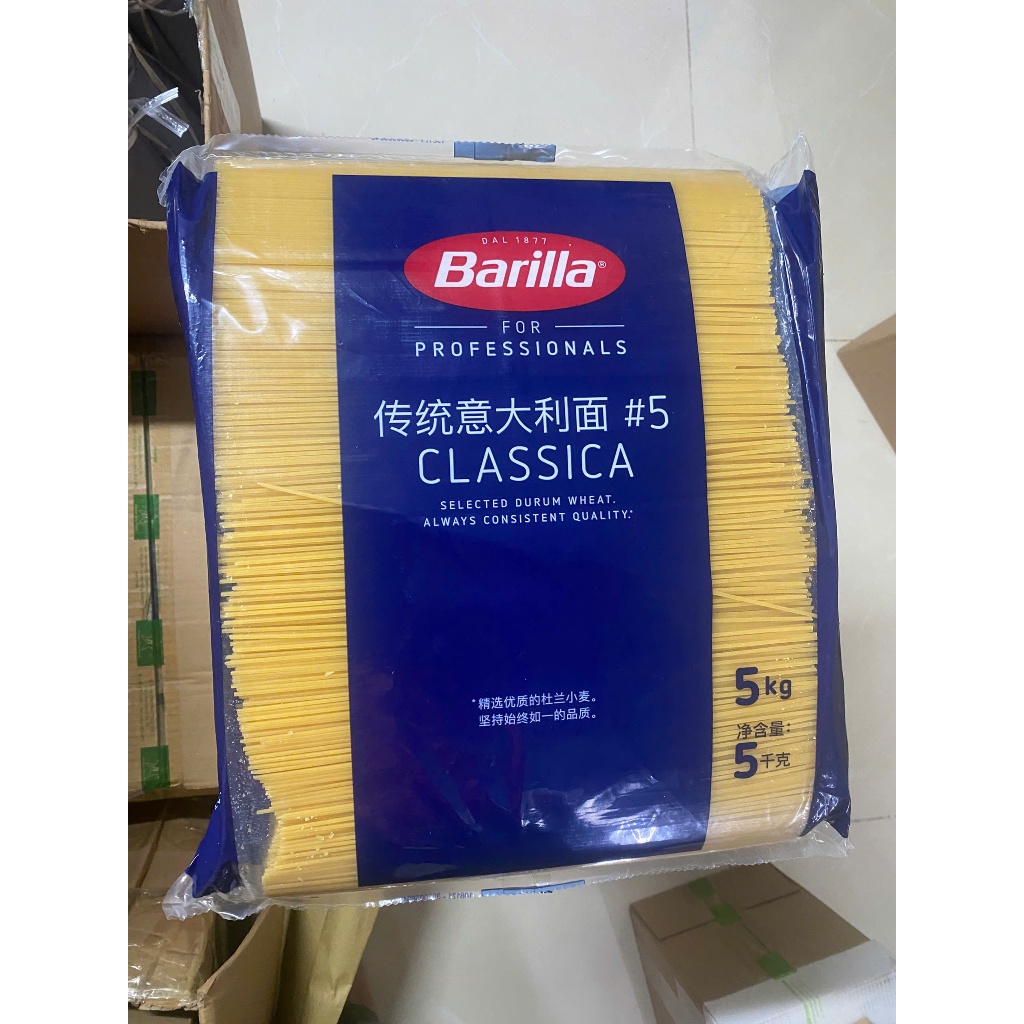 DAL 1877
Barilla®
FOR
PROFESSIONALS
传统意大利面 #5
CLASSICA
SELECTED DURUM WHEAT.
ALWAYS CONSISTENT QUALITY.*
*精选优质的杜兰小麦。
坚持始终如一的品质。
5kg
净含量:
5千克